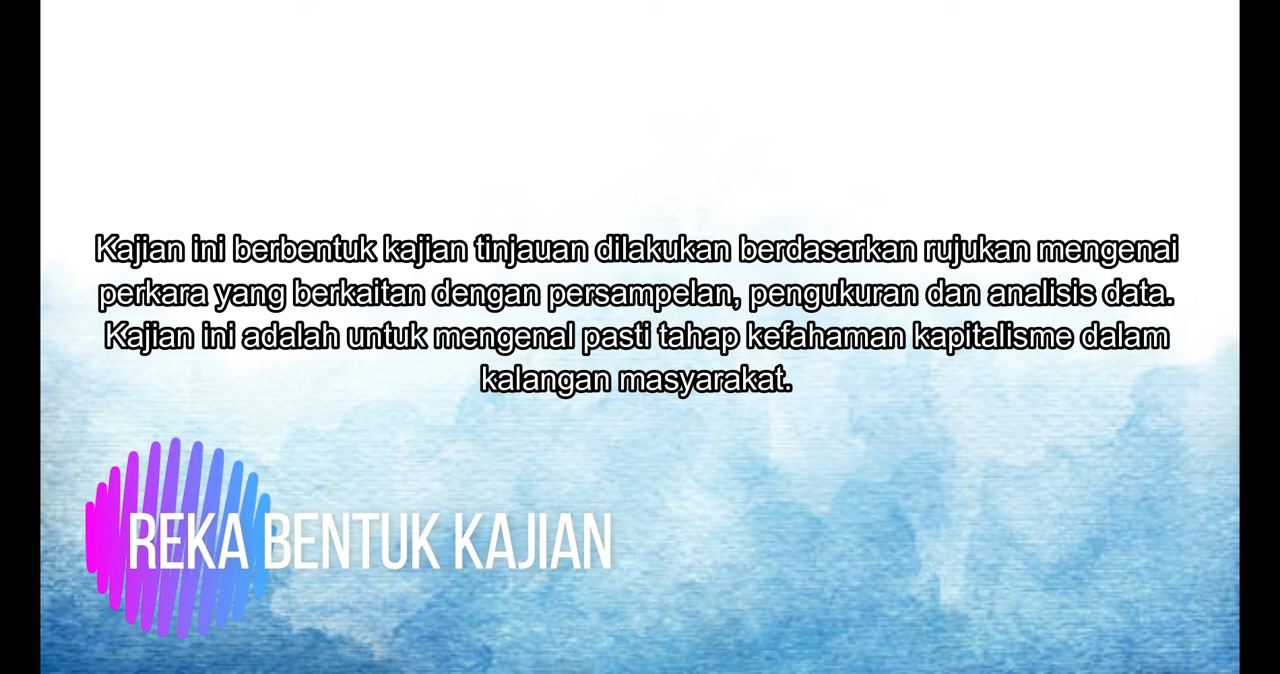 Kajian ini berbentuk kajian tinjauan dilakukan berdasarkan rujukan mengenai
perkara yang berkaitan dengan persampelan, pengukuran dan analisis data.
Kajian ini adalah untuk mengenal pasti tahap kefahaman kapitalisme dalam
kalangan masyarakat.
REKA BENTUK KAJIAN